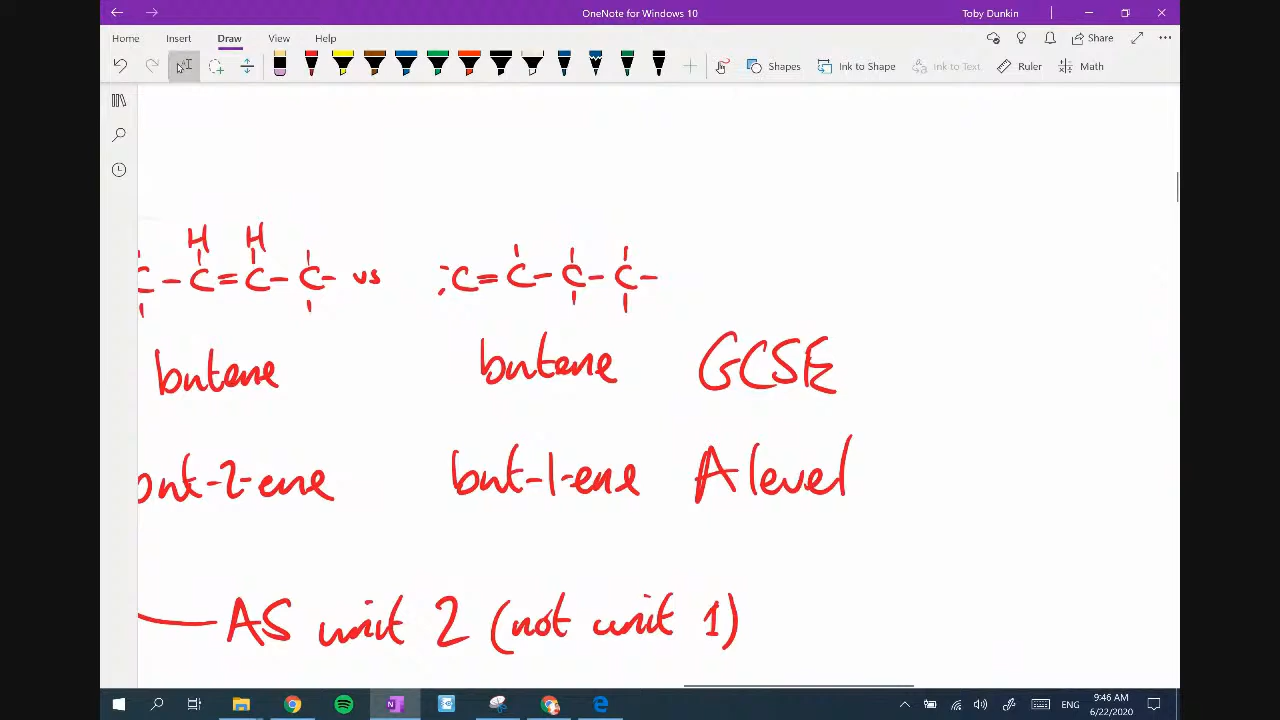 OneNote for Windows 10
Toby Dunkin
Home Insert Draw View Help
Share
Shapes Ink to Shape Ink to Text Ruler Math
H H
C - C = C - C - vs C = C - C - C -
butene butene GCSE
but-2-ene but-1-ene A level
AS unit 2 (not unit 1)
ENG 9:46 AM
6/22/2020